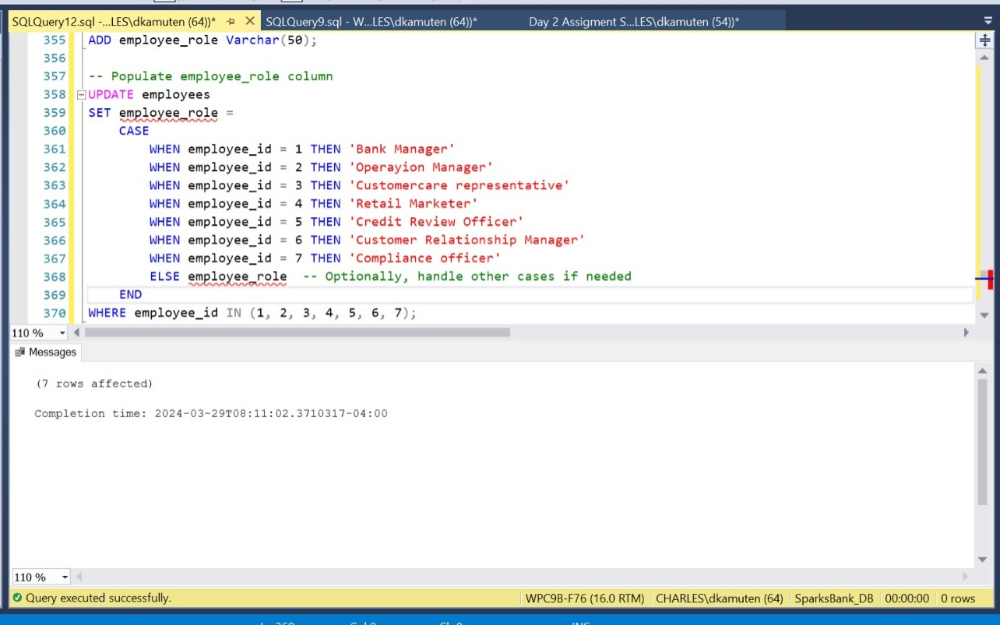 SQLQuery12.sql -...LES\dkamuten (64))* SQLQuery9.sql - W...LES\dkamuten (64))* Day 2 Assigment S...LES\dkamuten (54))*
355 ADD employee_role Varchar(50);
356
357 -- Populate employee_role column
358 UPDATE employees
359 SET employee_role =
360 CASE
361 WHEN employee_id = 1 THEN 'Bank Manager'
362 WHEN employee_id = 2 THEN 'Operayion Manager'
363 WHEN employee_id = 3 THEN 'Customercare representative'
364 WHEN employee_id = 4 THEN 'Retail Marketer'
365 WHEN employee_id = 5 THEN 'Credit Review Officer'
366 WHEN employee_id = 6 THEN 'Customer Relationship Manager'
367 WHEN employee_id = 7 THEN 'Compliance officer'
368 ELSE employee_role -- Optionally, handle other cases if needed
369 END
370 WHERE employee_id IN (1, 2, 3, 4, 5, 6, 7);
110 %
Messages
(7 rows affected)
Completion time: 2024-03-29T08:11:02.3710317-04:00
110 %
Query executed successfully. WPC9B-F76 (16.0 RTM) CHARLES\dkamuten (64) SparksBank_DB 00:00:00 0 rows